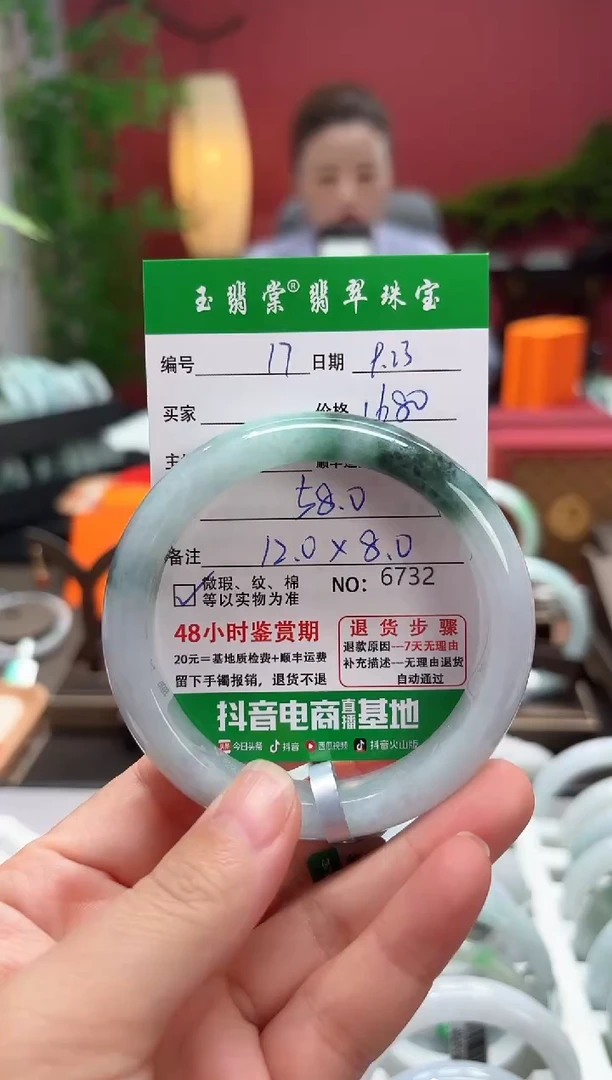 玉翡棠® 翡翠珠宝
编号 17 日期 9.23
买家 价格 1680
58.0
备注 12.0 × 8.0
微瑕、纹、棉
等以实物为准
NO: 6732
48小时鉴赏期
20元=基地质检费+顺丰运费
留下手镯报销,退货不退
退货步骤
退款原因---7天无理由
补充描述---无理由退货
自动通过
抖音电商直播基地
今日头条 抖音 西瓜视频 抖音火山版